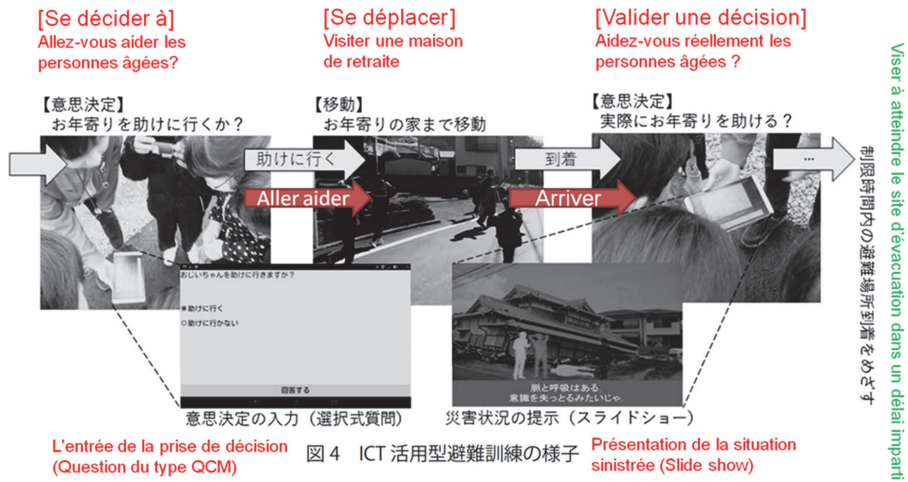 [Se décider à]
Allez-vous aider les
personnes âgées?
[Se déplacer]
Visiter une maison
de retraite
[Valider une décision]
Aidez-vous réellement les
personnes âgées ?
【意思決定】
お年寄りを助けに行くか？
【移動】
お年寄りの家まで移動
【意思決定】
実際にお年寄りを助ける？
助けに行く
到着
...
Aller aider
Arriver
おじいちゃんを助けに行きますか？
助けに行く
助けに行かない
回答する
脈と呼吸はある
意識を失っとるみたいじゃ.
意思決定の入力（選択式質問）
災害状況の提示（スライドショー）
L'entrée de la prise de décision
(Question du type QCM)
図 4　ICT 活用型避難訓練の様子
Présentation de la situation
sinistrée (Slide show)
制限時間内の避難場所到着をめざす
Viser à atteindre le site d'évacuation dans un délai imparti